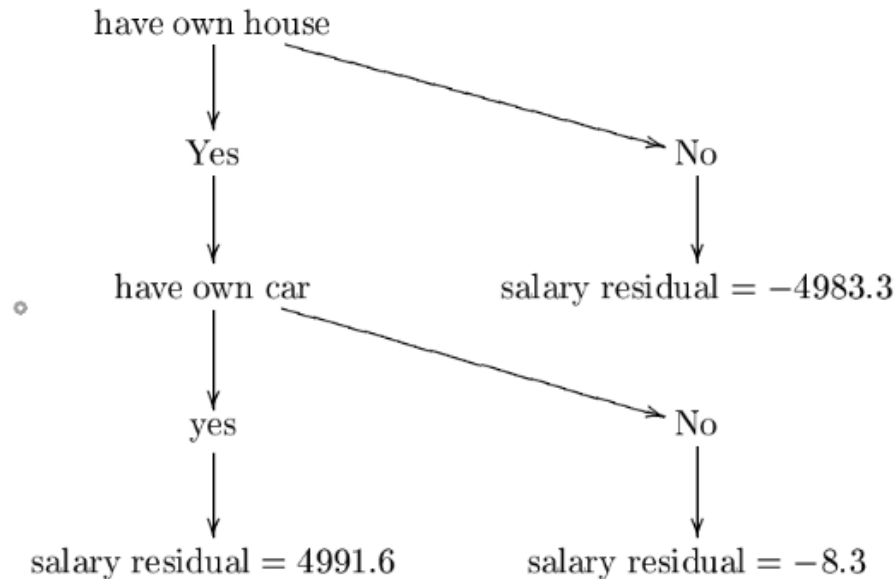 have own house
Yes No
have own car salary residual = −4983.3
yes No
salary residual = 4991.6 salary residual = −8.3